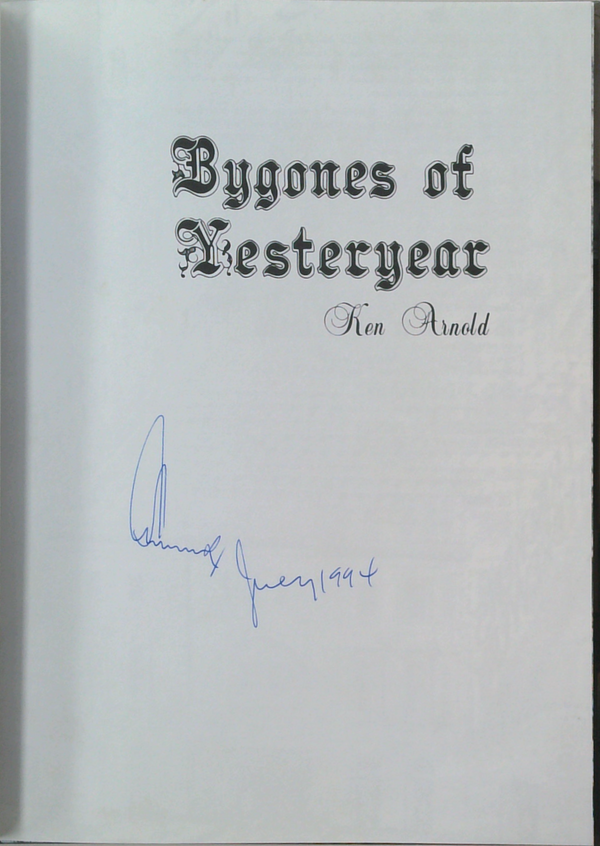 Bygones of
Yesteryear
Ken Arnold
1994